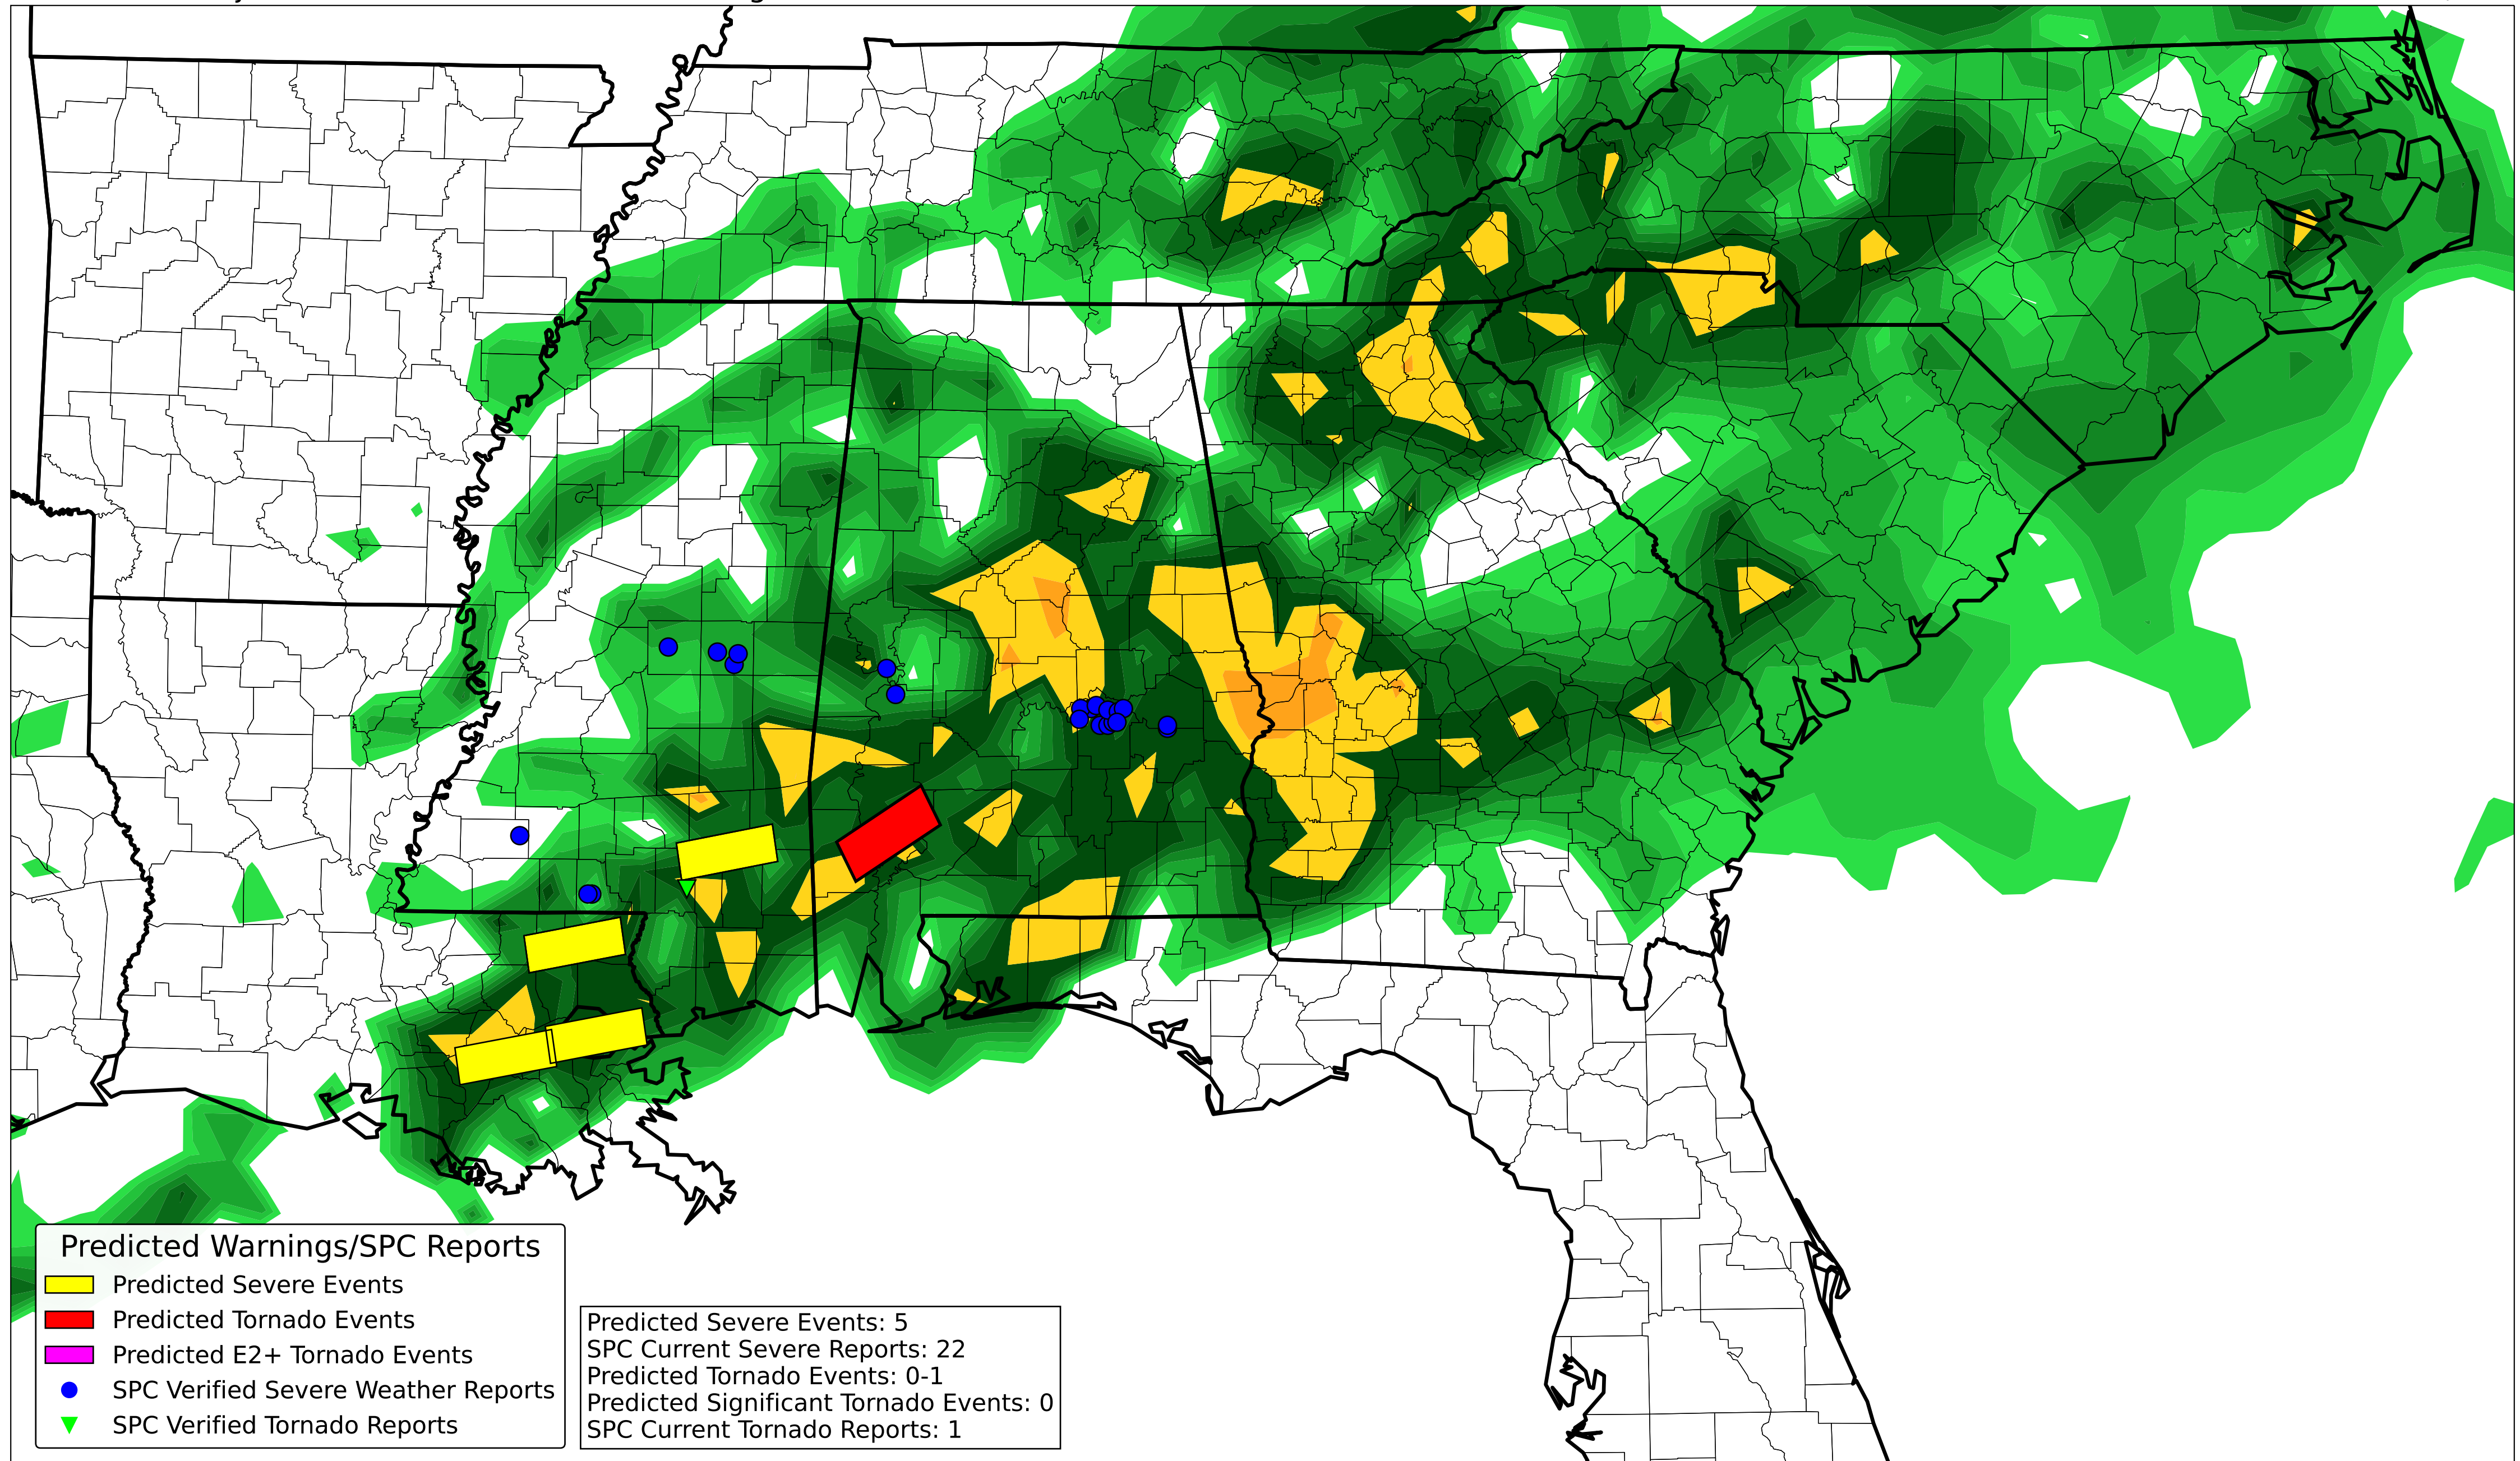 Predicted Warnings/SPC Reports
Predicted Severe Events
Predicted Tornado Events
Predicted E2+ Tornado Events
SPC Verified Severe Weather Reports
SPC Verified Tornado Reports
Predicted Severe Events: 5
SPC Current Severe Reports: 22
Predicted Tornado Events: 0-1
Predicted Significant Tornado Events: 0
SPC Current Tornado Reports: 1